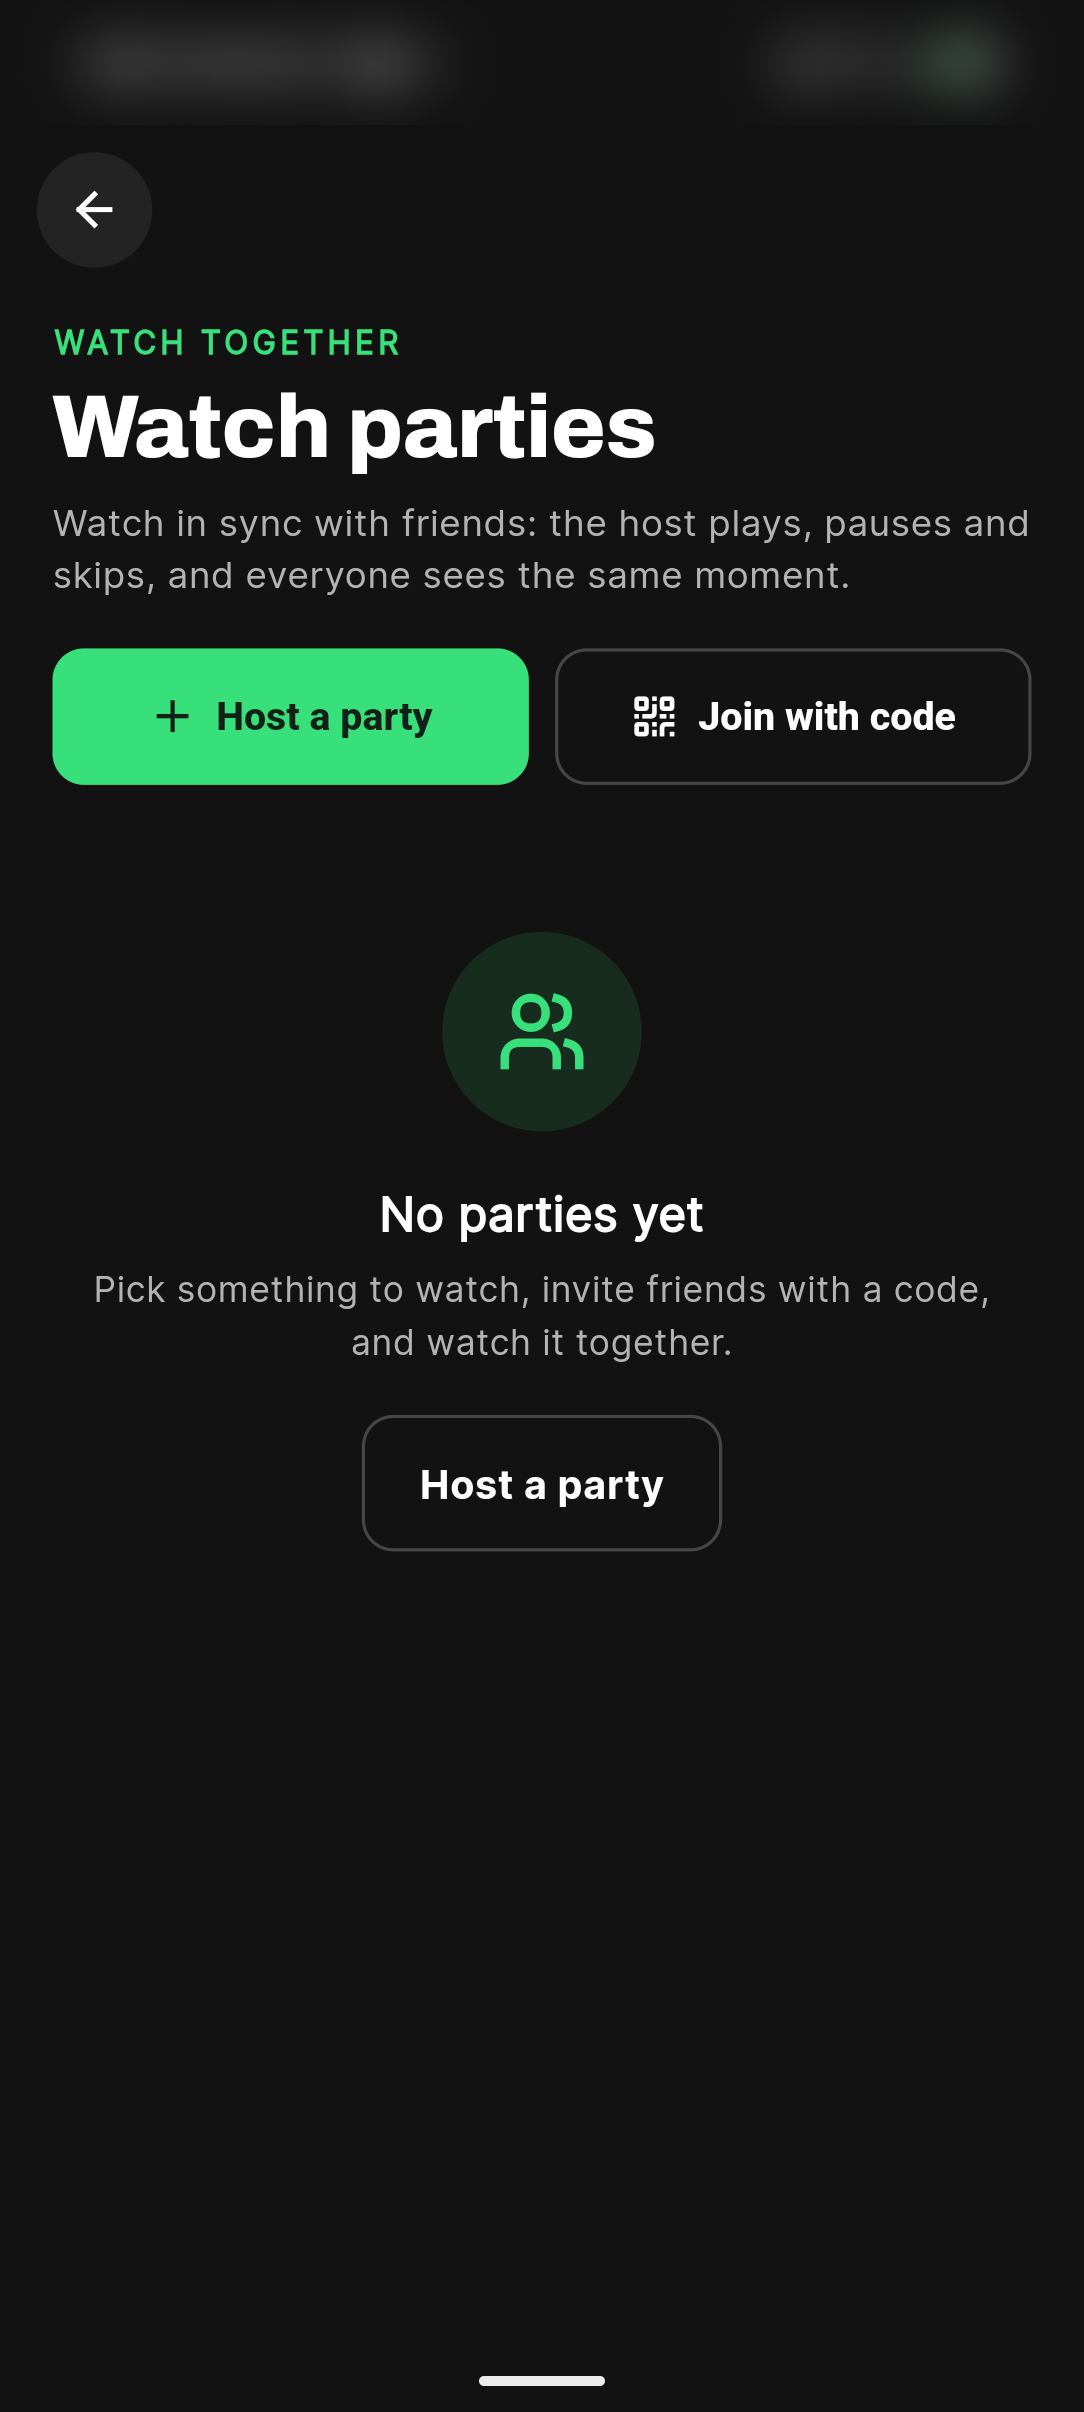 WATCH TOGETHER
Watch parties
Watch in sync with friends: the host plays, pauses and
skips, and everyone sees the same moment.
Host a party
Join with code
No parties yet
Pick something to watch, invite friends with a code,
and watch it together.
Host a party